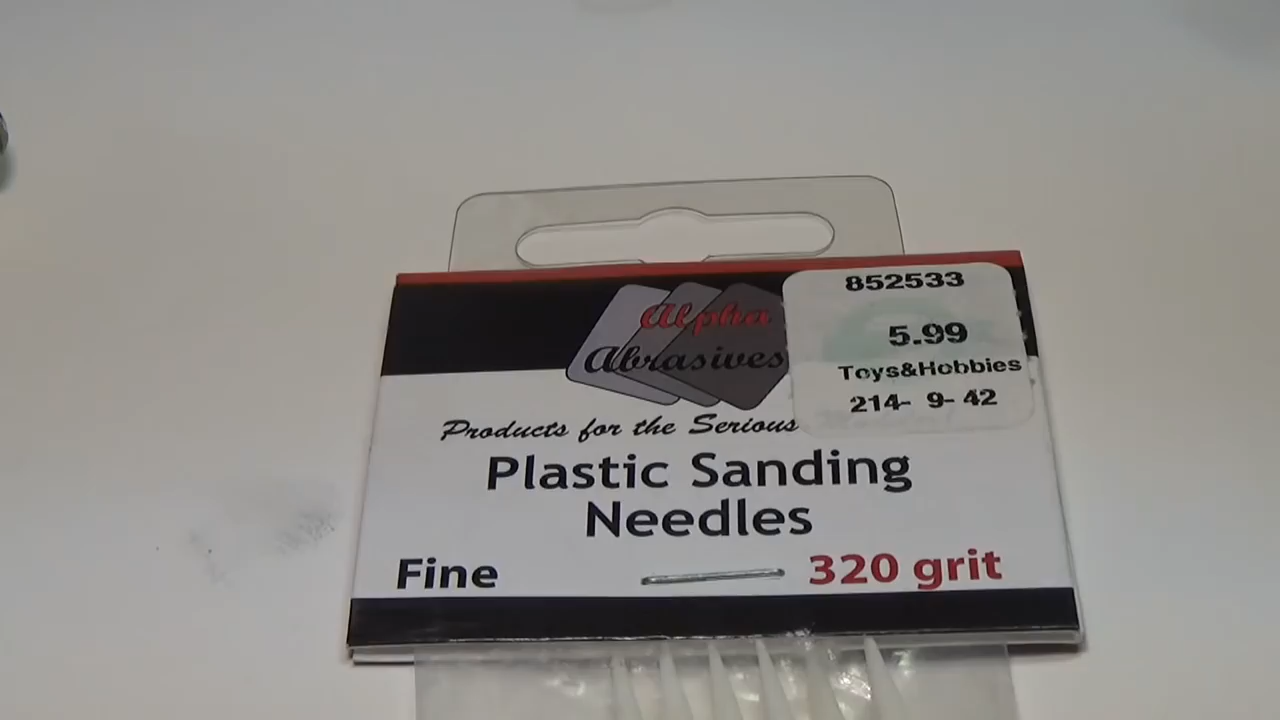 Alpha
Abrasives
852533
5.99
Toys&Hobbies
214- 9- 42
Products for the Serious
Plastic Sanding
Needles
Fine
320 grit